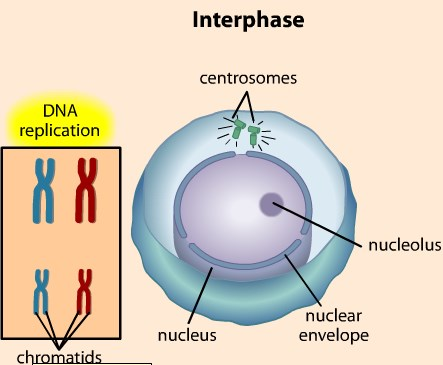 Interphase
centrosomes
DNA
replication
nucleolus
nuclear
envelope
nucleus
chromatids